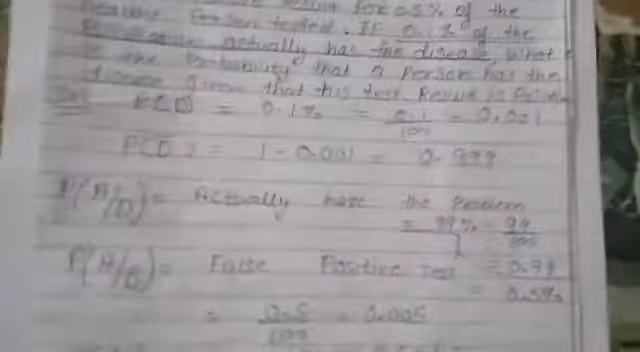 result for 0.5% of the
Healthy Person tested. If 0.1% of the
Population actually has the disease, What
is the Probability that a Person has the
disease given that his test Result is Positive
P(D) = 0.1% = 0.1/100 = 0.001
P(D') = 1 - 0.001 = 0.999
P(A/D) = Actually have the Problem
= 99% = 99/100
= 0.99
P(A/D) = False Positive Test = 0.5%
= 0.5/100 = 0.005